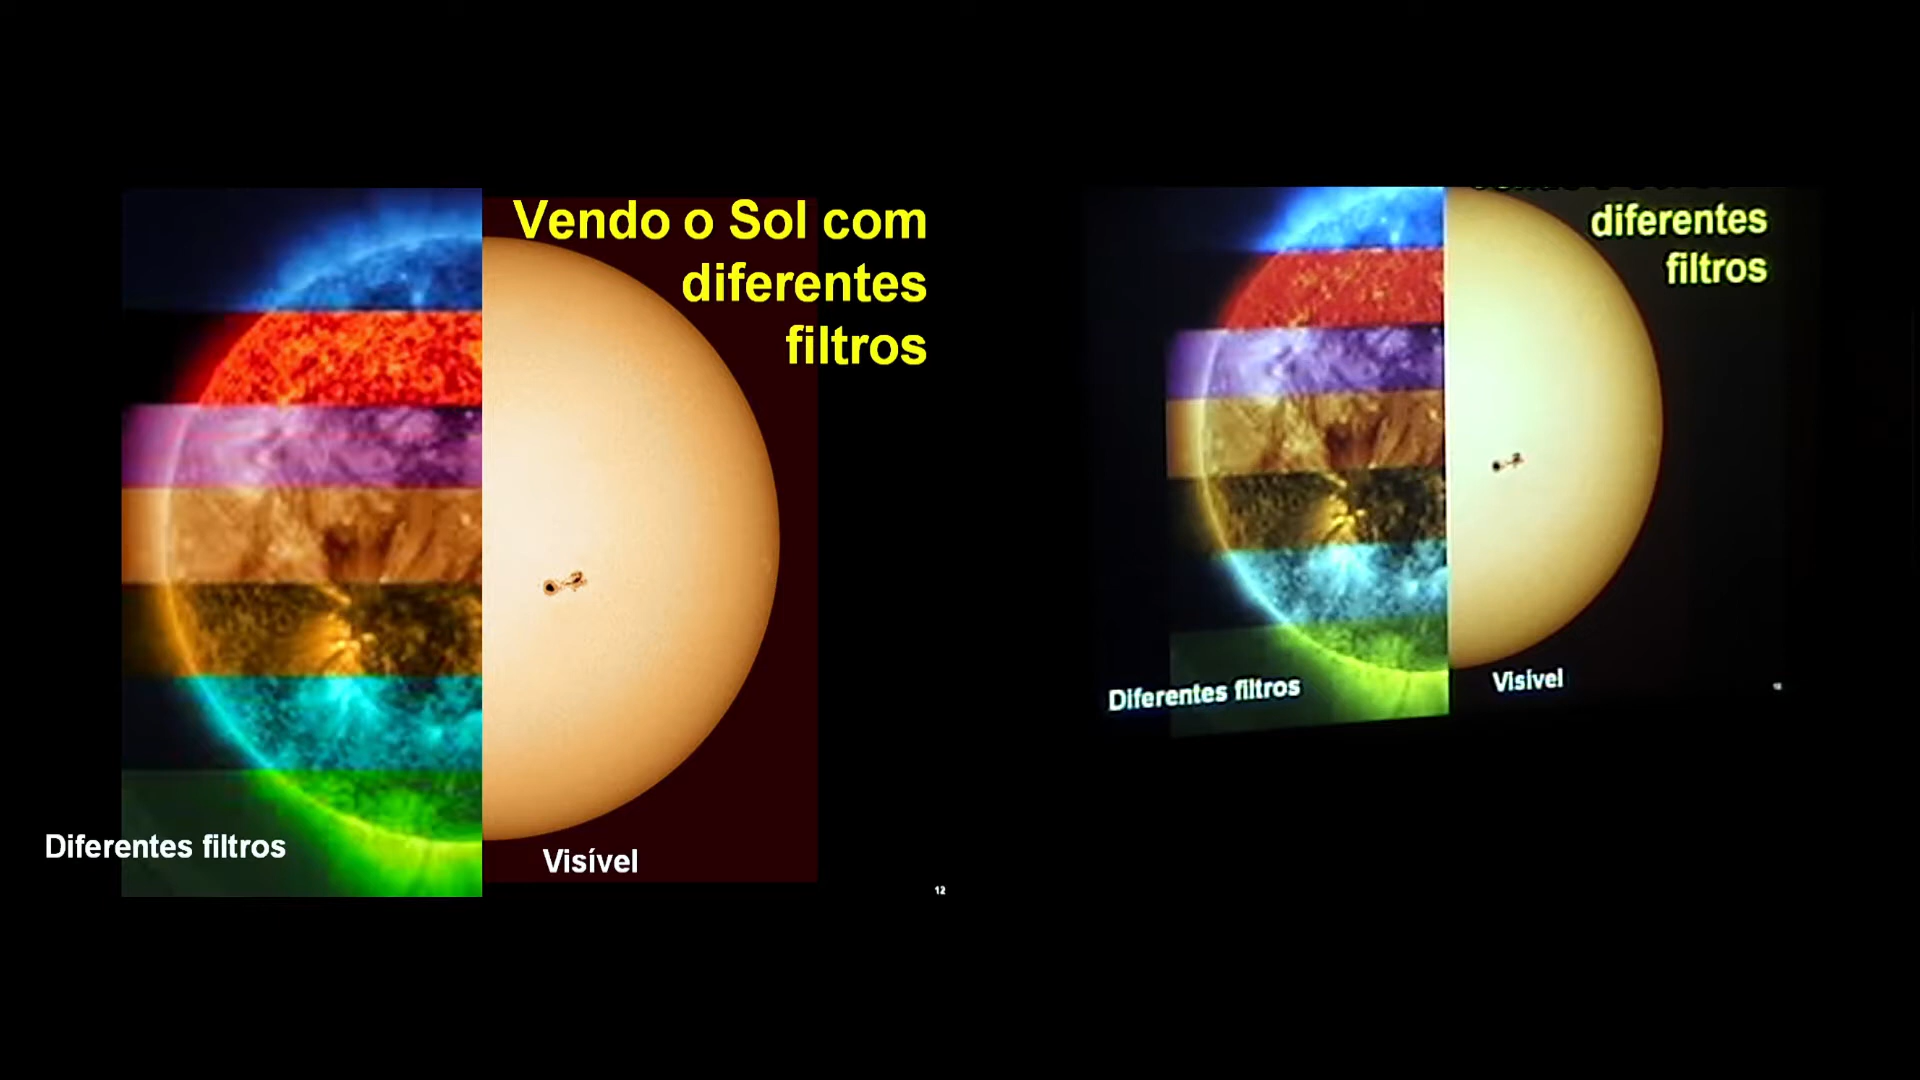 Vendo o Sol com
diferentes
filtros
Diferentes filtros
Visível
12
diferentes
filtros
Diferentes filtros
Visível